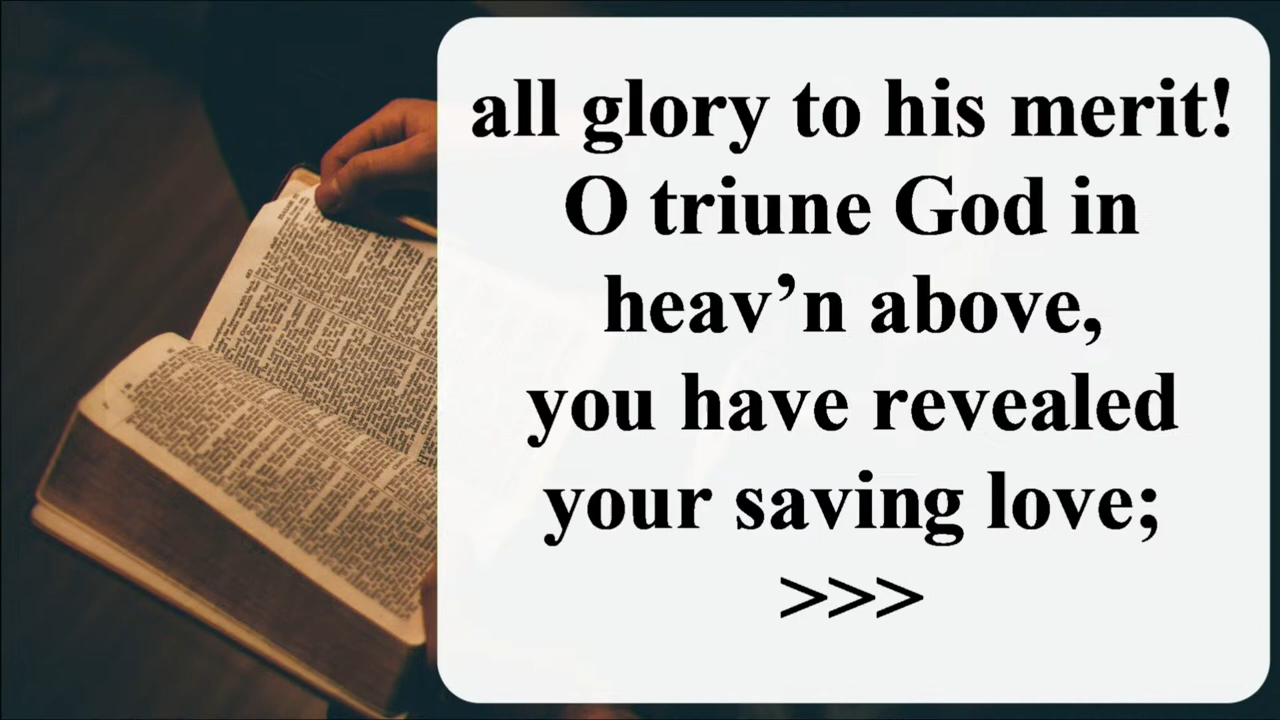 all glory to his merit!
O triune God in
heav’n above,
you have revealed
your saving love;
>>>